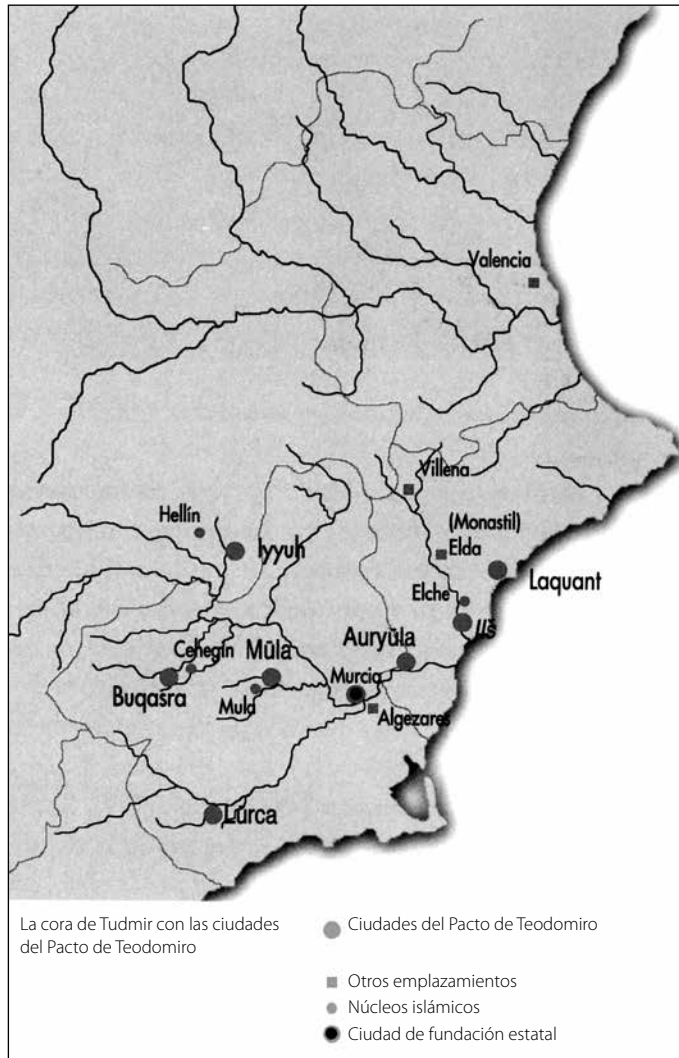 Valencia
Villena
(Monastil)
Elda
Hellín
Iyyuh
Laquant
Elche
Ilš
Cehegín
Mūla
Auryūla
Buqaṣra
Mula
Murcia
Algezares
Lūrca
La cora de Tudmir con las ciudades
del Pacto de Teodomiro
Ciudades del Pacto de Teodomiro
Otros emplazamientos
Núcleos islámicos
Ciudad de fundación estatal